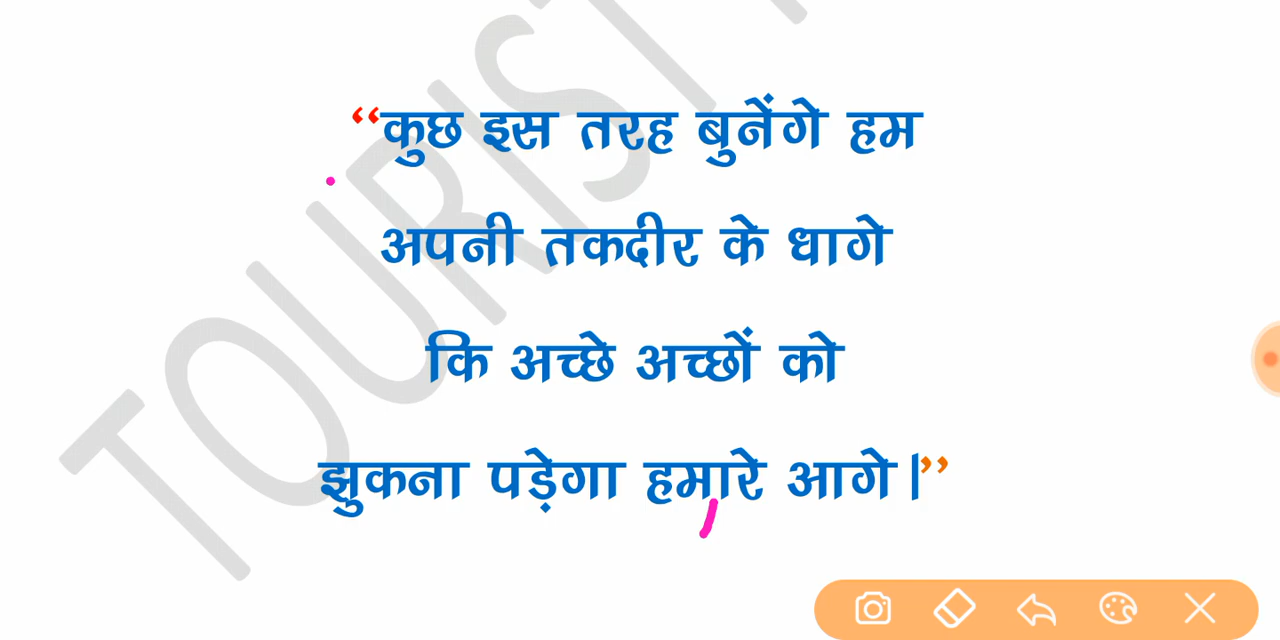 “कुछ इस तरह बुनेंगे हम
अपनी तकदीर के धागे
कि अच्छे अच्छों को
झुकना पड़ेगा हमारे आगे।”
TOURIST